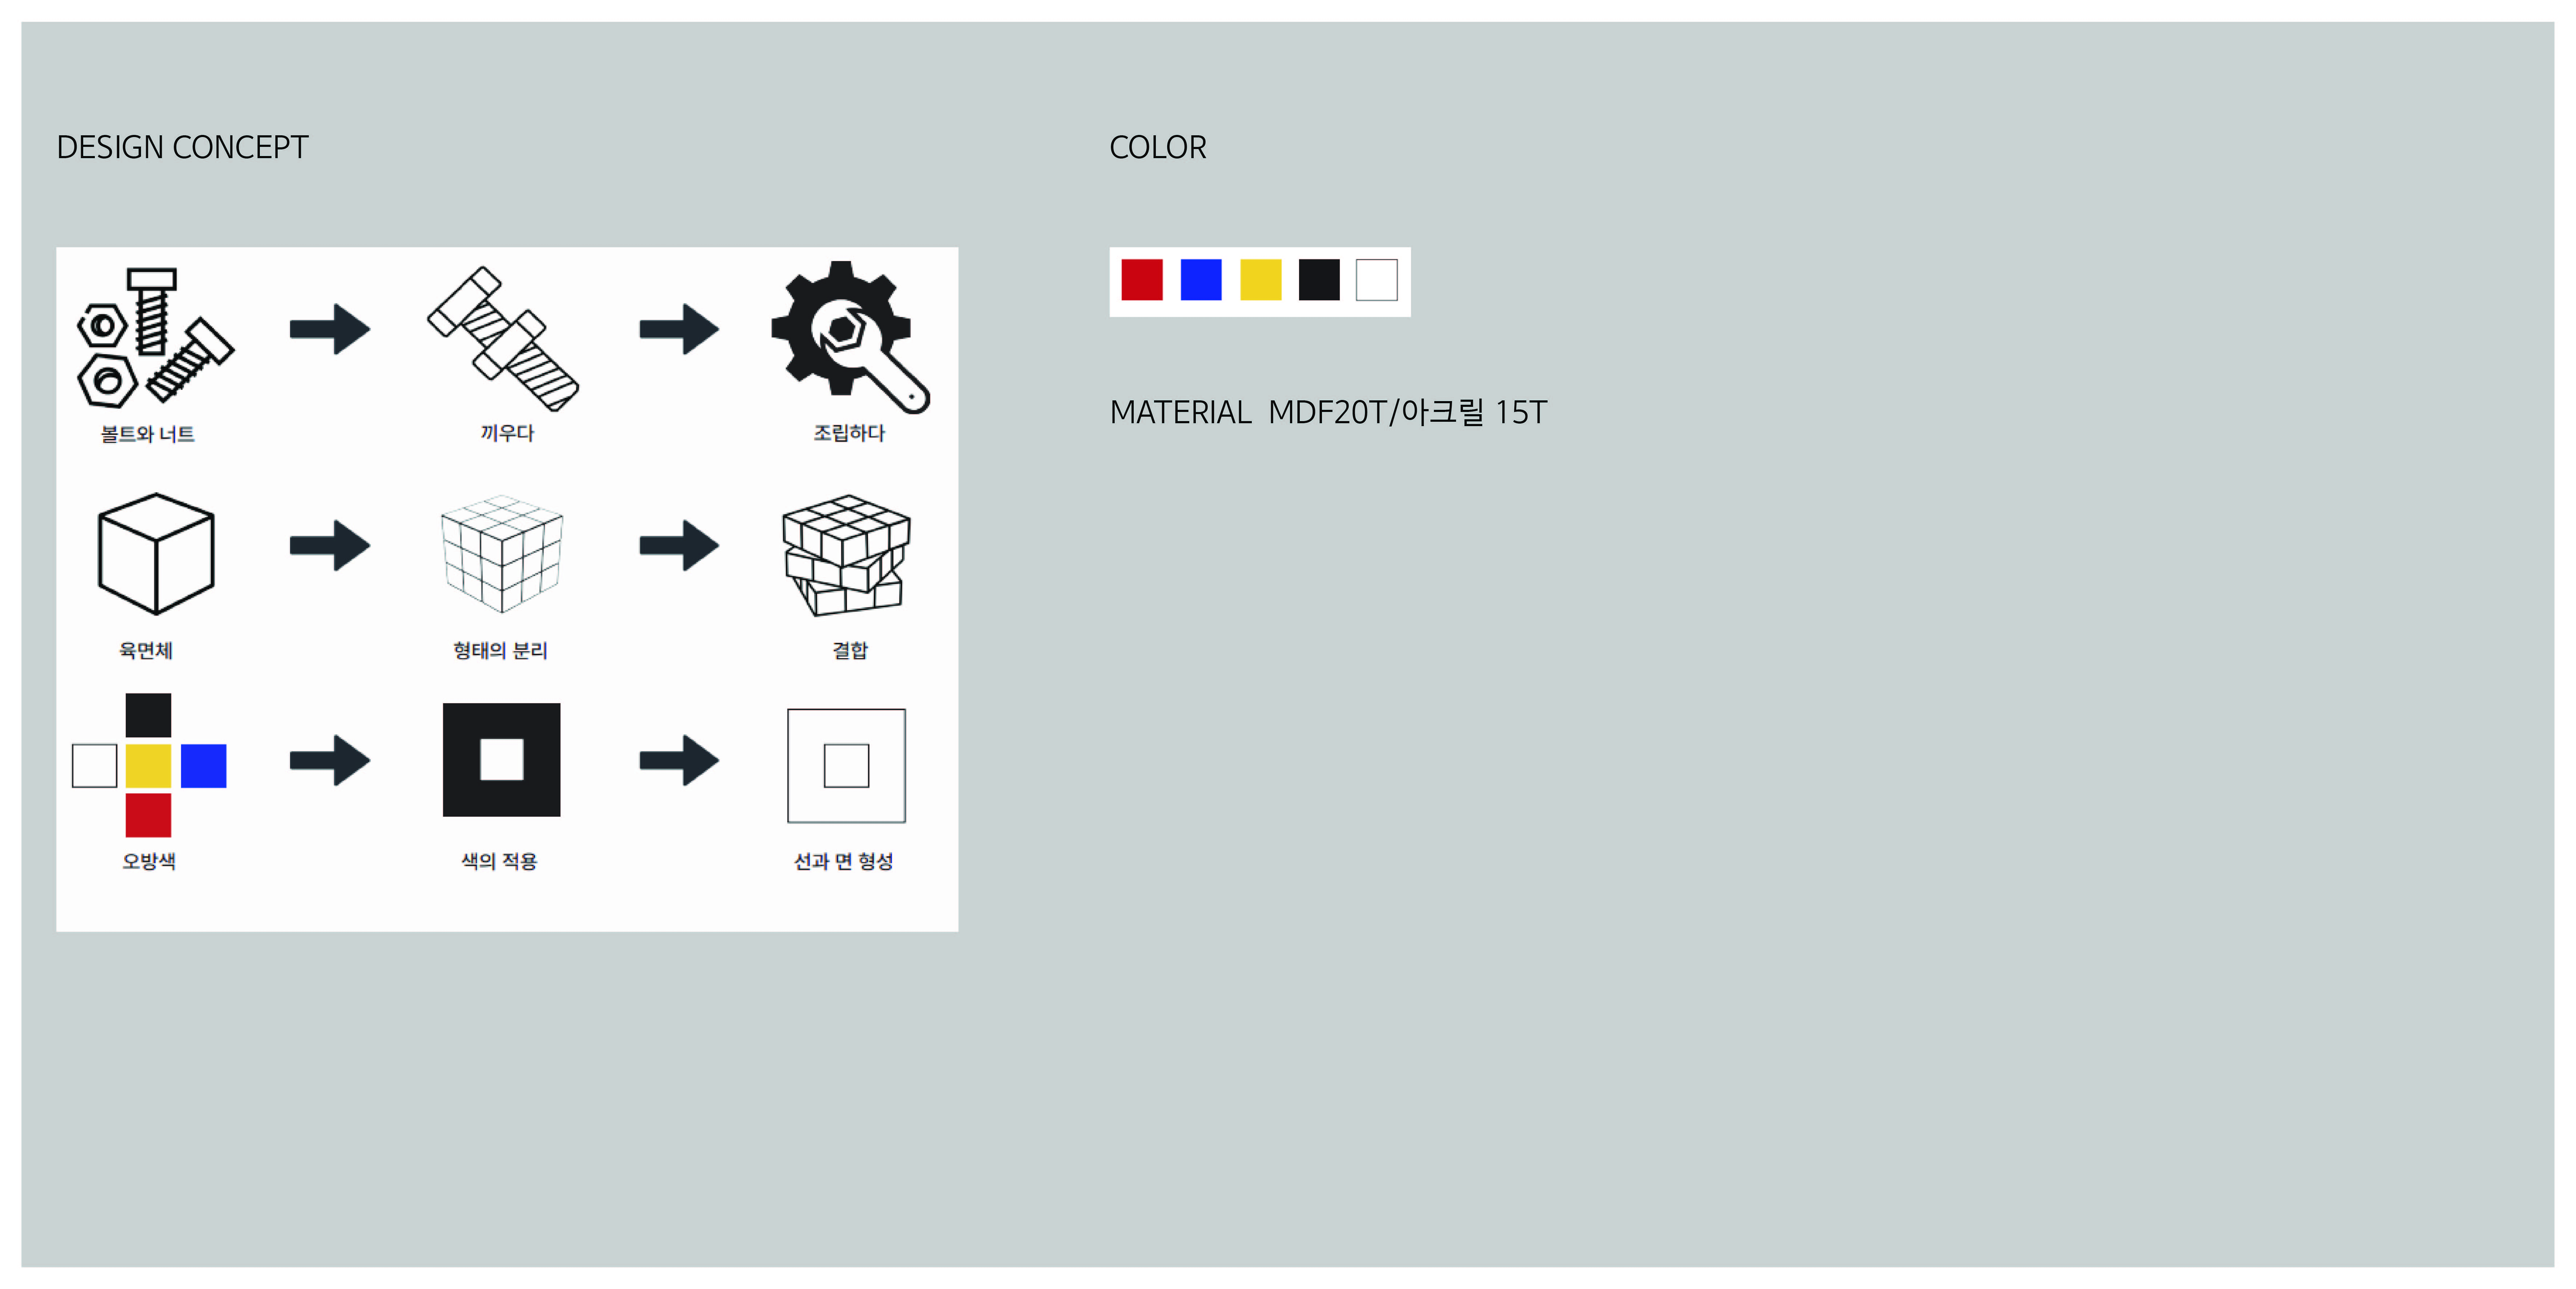 DESIGN CONCEPT
볼트와 너트
끼우다
조립하다
육면체
형태의 분리
결합
오방색
색의 적용
선과 면 형성
COLOR
MATERIAL  MDF20T/아크릴 15T